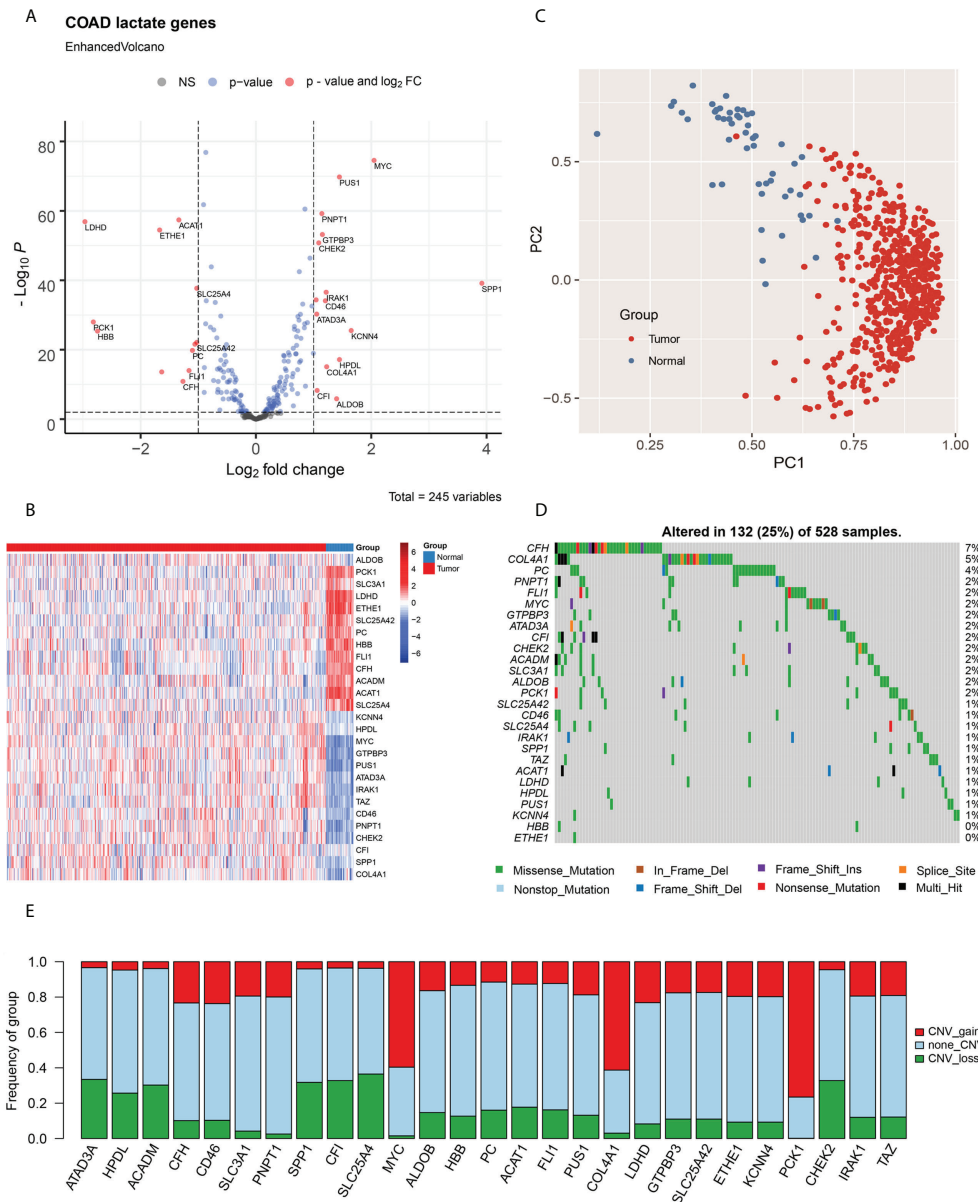 A
COAD lactate genes
EnhancedVolcano
NS
p−value
p - value and log2 FC
80
60
40
20
0
- Log10 P
−2
0
2
4
Log2 fold change
Total = 245 variables
MYC
PUS1
PNPT1
GTPBP3
CHEK2
LDHD
ACAT1
ETHE1
SLC25A4
SPP1
IRAK1
CD46
ATAD3A
KCNN4
PCK1
HBB
SLC25A42
PC
HPDL
COL4A1
FLI1
CFH
CFI
ALDOB
C
PC2
0.5
0.0
−0.5
0.25
0.50
0.75
1.00
PC1
Group
Tumor
Normal
B
Group
ALDOB
PCK1
SLC3A1
LDHD
ETHE1
SLC25A42
PC
HBB
FLI1
CFH
ACADM
ACAT1
SLC25A4
KCNN4
HPDL
MYC
GTPBP3
PUS1
ATAD3A
IRAK1
TAZ
CD46
PNPT1
CHEK2
CFI
SPP1
COL4A1
6
4
2
0
−2
−4
−6
Group
Normal
Tumor
D
Altered in 132 (25%) of 528 samples.
CFH 7%
COL4A1 5%
PC 4%
PNPT1 2%
FLI1 2%
MYC 2%
GTPBP3 2%
ATAD3A 2%
CFI 2%
CHEK2 2%
ACADM 2%
SLC3A1 2%
ALDOB 2%
PCK1 2%
SLC25A42 1%
CD46 1%
SLC25A4 1%
IRAK1 1%
SPP1 1%
TAZ 1%
ACAT1 1%
LDHD 1%
HPDL 1%
PUS1 1%
KCNN4 1%
HBB 0%
ETHE1 0%
Missense_Mutation
In_Frame_Del
Frame_Shift_Ins
Splice_Site
Nonstop_Mutation
Frame_Shift_Del
Nonsense_Mutation
Multi_Hit
E
Frequency of group
1.0
0.8
0.6
0.4
0.2
0.0
ATAD3A
HPDL
ACADM
CFH
CD46
SLC3A1
PNPT1
SPP1
CFI
SLC25A4
MYC
ALDOB
HBB
PC
ACAT1
FLI1
PUS1
COL4A1
LDHD
GTPBP3
SLC25A42
ETHE1
KCNN4
PCK1
CHEK2
IRAK1
TAZ
CNV_gain
none_CNV
CNV_loss